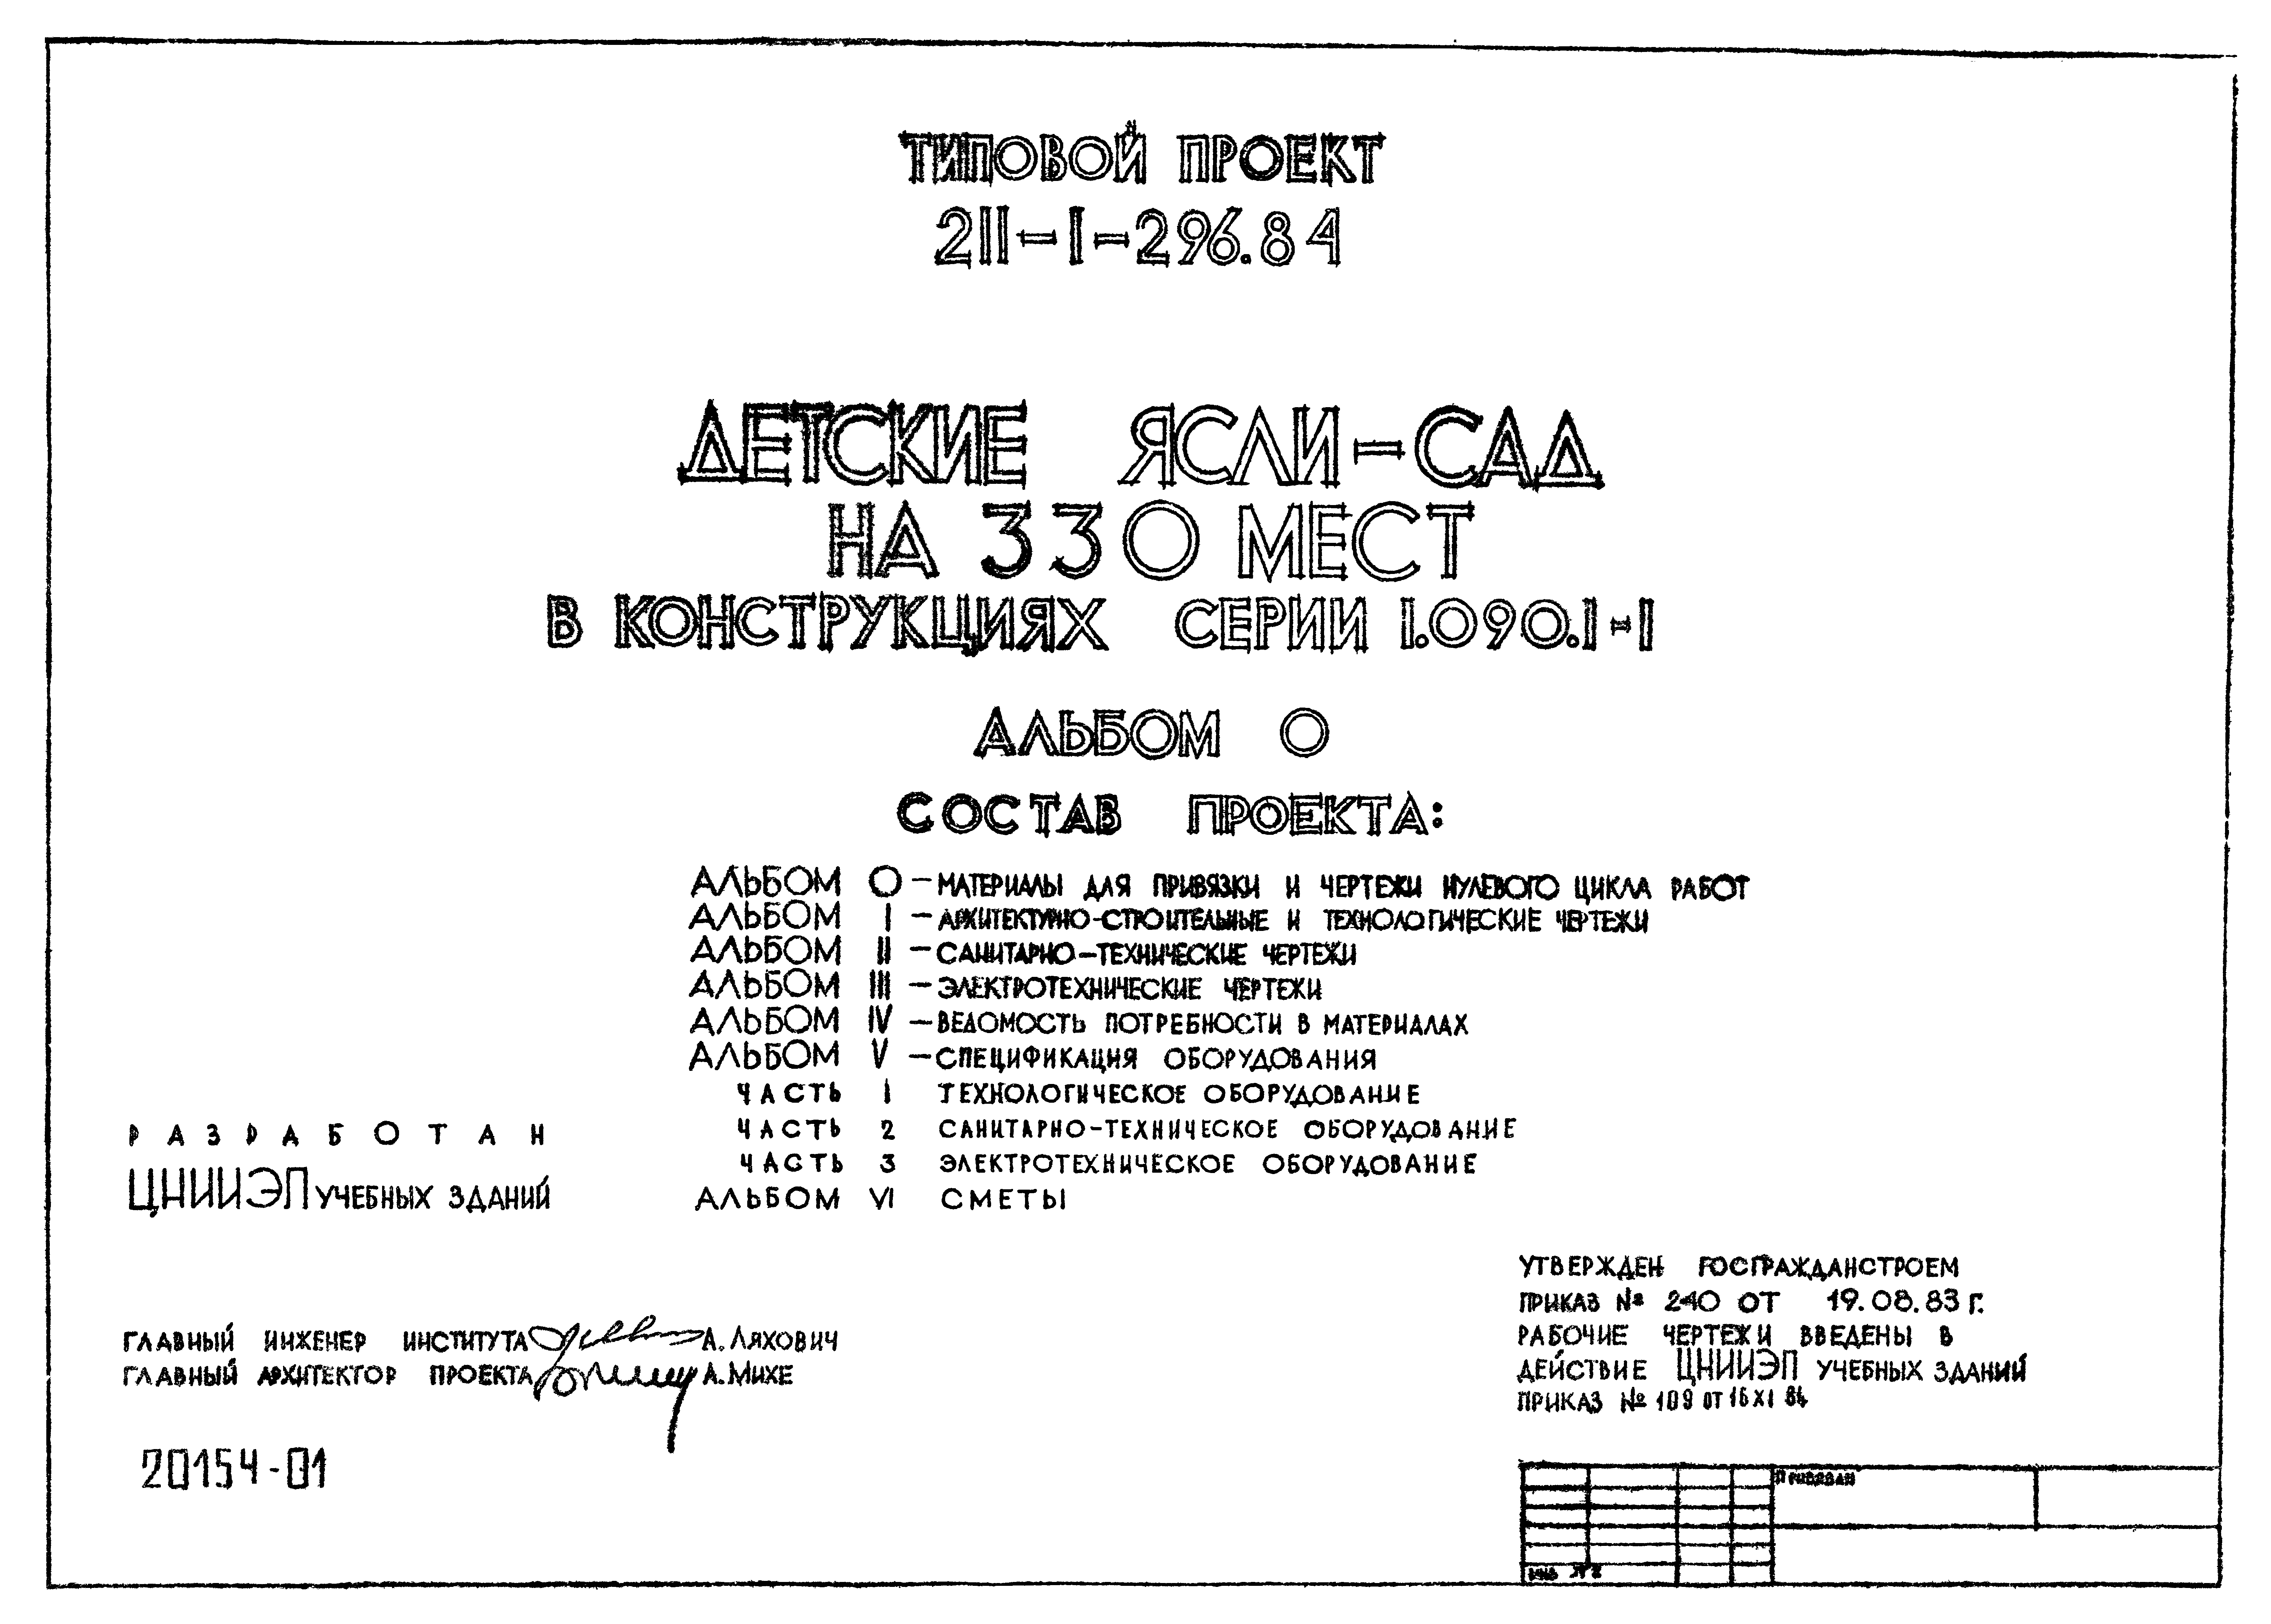 ТИПОВОЙ ПРОЕКТ
211-1-296.84
ДЕТСКИЕ ЯСЛИ-САД
НА 330 МЕСТ
В КОНСТРУКЦИЯХ СЕРИИ 1.090.1-1
АЛЬБОМ 0
СОСТАВ ПРОЕКТА:
АЛЬБОМ 0 - МАТЕРИАЛЫ ДЛЯ ПРИВЯЗКИ И ЧЕРТЕЖИ НУЛЕВОГО ЦИКЛА РАБОТ
АЛЬБОМ I - АРХИТЕКТУРНО-СТРОИТЕЛЬНЫЕ И ТЕХНОЛОГИЧЕСКИЕ ЧЕРТЕЖИ
АЛЬБОМ II - САНИТАРНО-ТЕХНИЧЕСКИЕ ЧЕРТЕЖИ
АЛЬБОМ III - ЭЛЕКТРОТЕХНИЧЕСКИЕ ЧЕРТЕЖИ
АЛЬБОМ IV - ВЕДОМОСТЬ ПОТРЕБНОСТИ В МАТЕРИАЛАХ
АЛЬБОМ V - СПЕЦИФИКАЦИЯ ОБОРУДОВАНИЯ
ЧАСТЬ 1 ТЕХНОЛОГИЧЕСКОЕ ОБОРУДОВАНИЕ
ЧАСТЬ 2 САНИТАРНО-ТЕХНИЧЕСКОЕ ОБОРУДОВАНИЕ
ЧАСТЬ 3 ЭЛЕКТРОТЕХНИЧЕСКОЕ ОБОРУДОВАНИЕ
АЛЬБОМ VI СМЕТЫ
РАЗРАБОТАН
ЦНИИЭП УЧЕБНЫХ ЗДАНИЙ
ГЛАВНЫЙ ИНЖЕНЕР ИНСТИТУТА А. ЛЯХОВИЧ
ГЛАВНЫЙ АРХИТЕКТОР ПРОЕКТА А. МИХЕ
20154-01
УТВЕРЖДЕН ГОСГРАЖДАНСТРОЕМ
ПРИКАЗ № 240 ОТ 19.08.83 Г.
РАБОЧИЕ ЧЕРТЕЖИ ВВЕДЕНЫ В
ДЕЙСТВИЕ ЦНИИЭП УЧЕБНЫХ ЗДАНИЙ
ПРИКАЗ № 109 ОТ 16 XI 84
ПРИВЯЗАН
ИНВ №